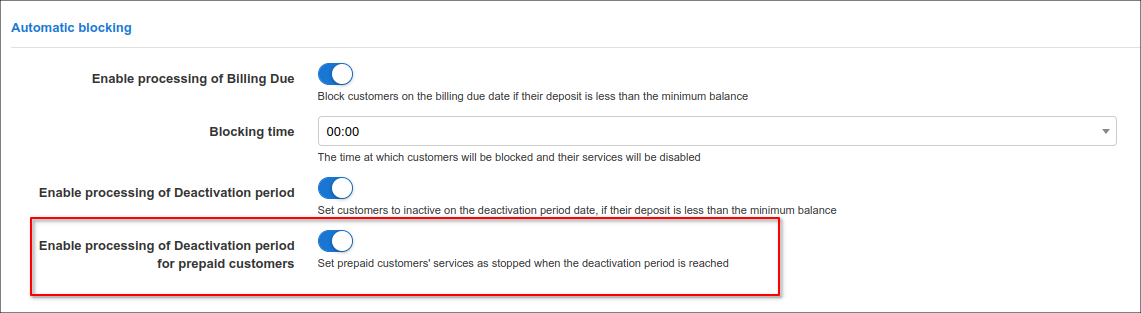 Automatic blocking
Enable processing of Billing Due
Block customers on the billing due date if their deposit is less than the minimum balance
Blocking time
00:00
The time at which customers will be blocked and their services will be disabled
Enable processing of Deactivation period
Set customers to inactive on the deactivation period date, if their deposit is less than the minimum balance
Enable processing of Deactivation period
for prepaid customers
Set prepaid customers' services as stopped when the deactivation period is reached